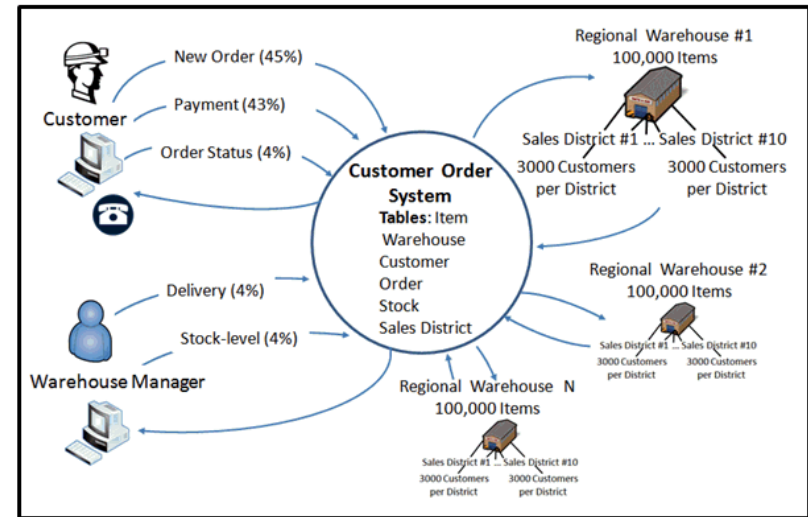 New Order (45%)
Payment (43%)
Customer
Order Status (4%)
Delivery (4%)
Stock-level (4%)
Warehouse Manager
Customer Order
System
Tables: Item
Warehouse
Customer
Order
Stock
Sales District
Regional Warehouse #1
100,000 Items
Sales District #1 ... Sales District #10
3000 Customers
per District
3000 Customers
per District
Regional Warehouse #2
100,000 Items
Sales District #1 ... Sales District #10
3000 Customers
per District
3000 Customers
per District
Regional Warehouse N
100,000 Items
Sales District #1 ... Sales District #10
3000 Customers
per District
3000 Customers
per District